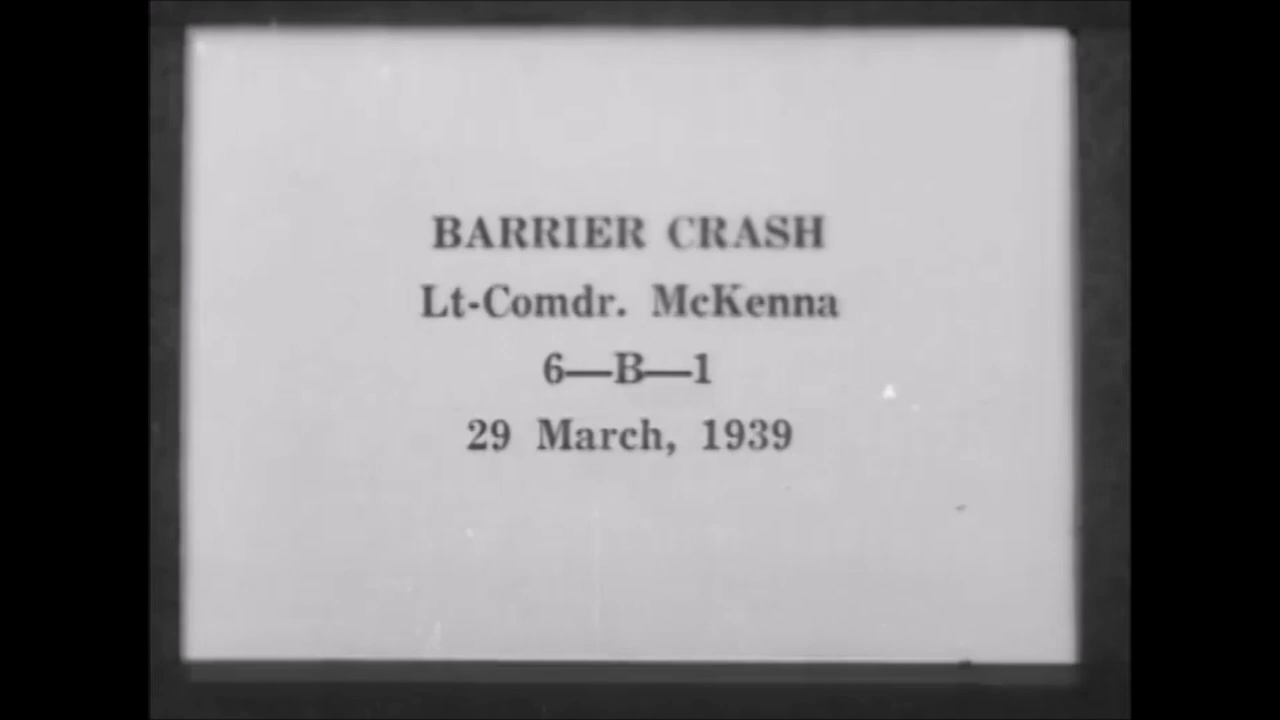 BARRIER CRASH
Lt-Comdr. McKenna
6—B—1
29 March, 1939